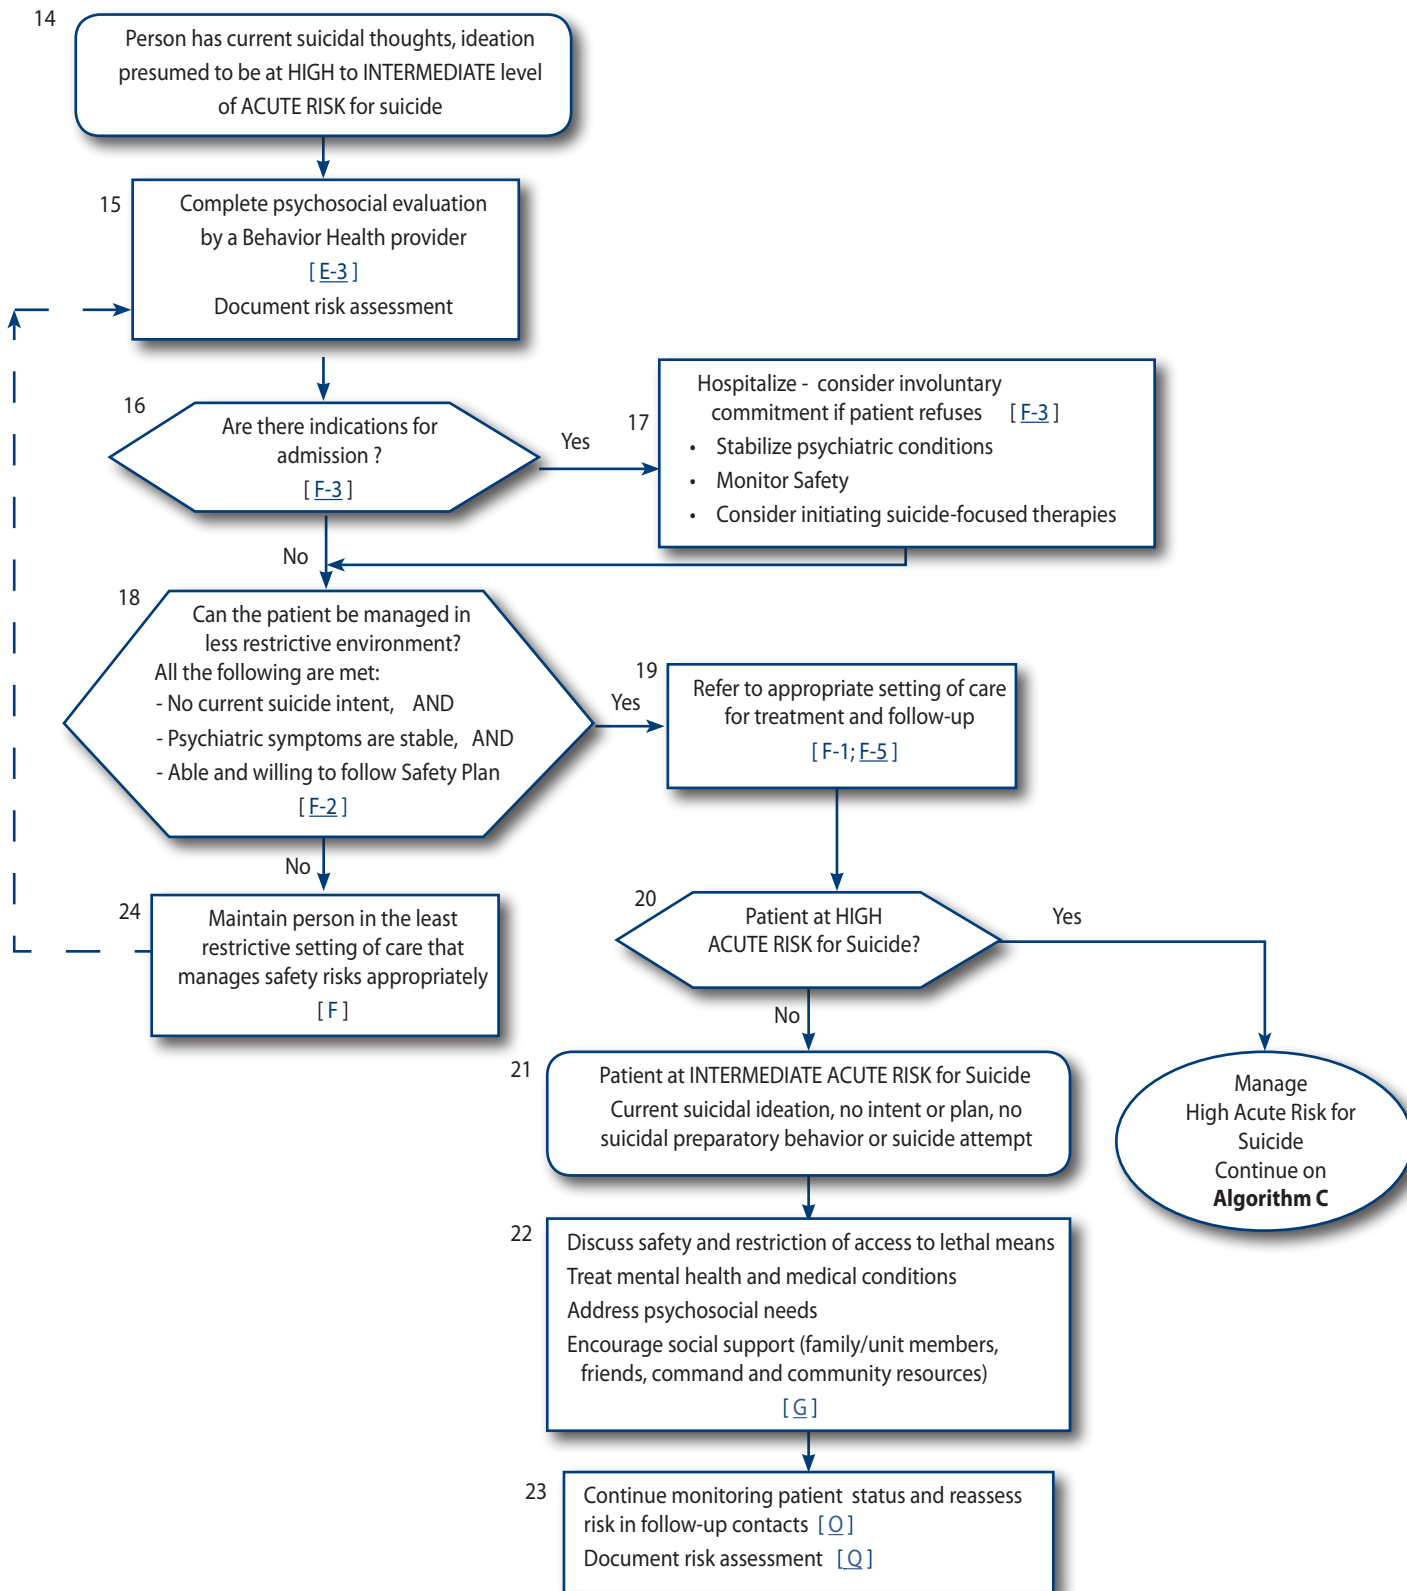 14
Person has current suicidal thoughts, ideation
presumed to be at HIGH to INTERMEDIATE level
of ACUTE RISK for suicide
15
Complete psychosocial evaluation
by a Behavior Health provider
[ E-3 ]
Document risk assessment
16
Are there indications for
admission ?
[ F-3 ]
Yes
No
17
Hospitalize - consider involuntary
commitment if patient refuses [ F-3 ]
• Stabilize psychiatric conditions
• Monitor Safety
• Consider initiating suicide-focused therapies
18
Can the patient be managed in
less restrictive environment?
All the following are met:
- No current suicide intent, AND
- Psychiatric symptoms are stable, AND
- Able and willing to follow Safety Plan
[ F-2 ]
Yes
No
19
Refer to appropriate setting of care
for treatment and follow-up
[ F-1; F-5 ]
24
Maintain person in the least
restrictive setting of care that
manages safety risks appropriately
[ F ]
20
Patient at HIGH
ACUTE RISK for Suicide?
Yes
No
21
Patient at INTERMEDIATE ACUTE RISK for Suicide
Current suicidal ideation, no intent or plan, no
suicidal preparatory behavior or suicide attempt
Manage
High Acute Risk for
Suicide
Continue on
Algorithm C
22
Discuss safety and restriction of access to lethal means
Treat mental health and medical conditions
Address psychosocial needs
Encourage social support (family/unit members,
friends, command and community resources)
[ G ]
23
Continue monitoring patient status and reassess
risk in follow-up contacts [ O ]
Document risk assessment [ Q ]